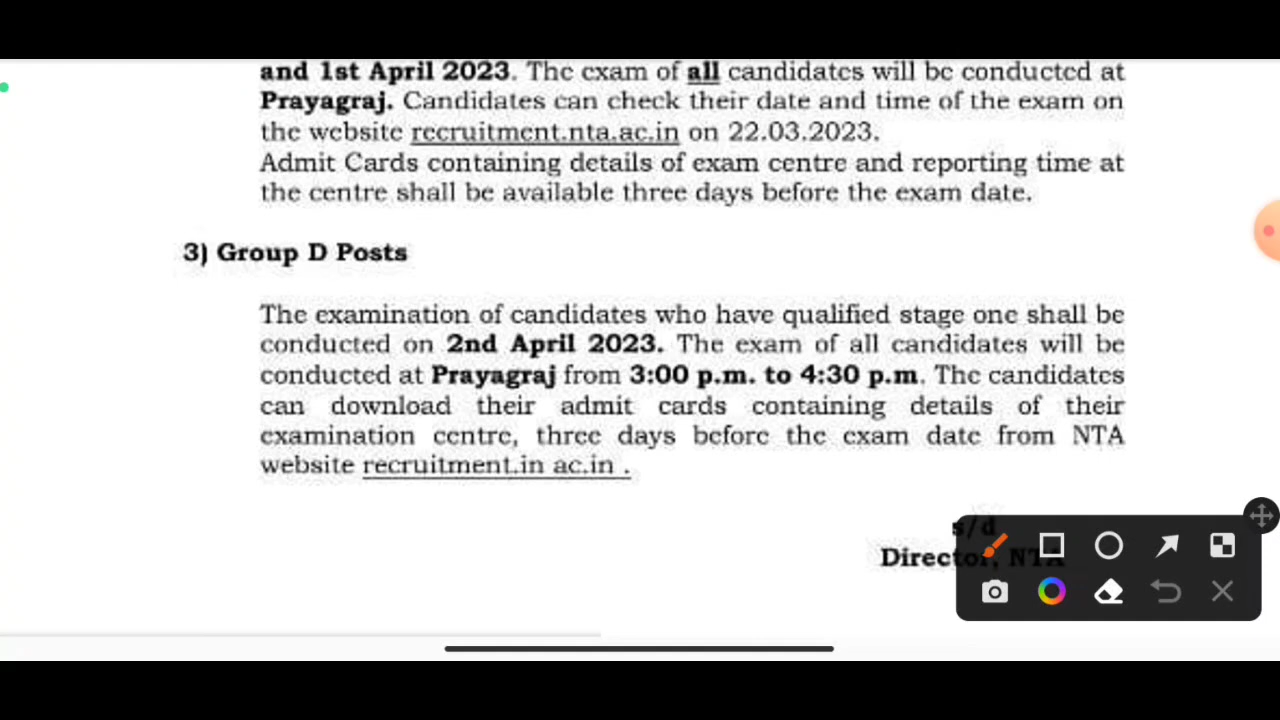 and 1st April 2023. The exam of all candidates will be conducted at
Prayagraj. Candidates can check their date and time of the exam on
the website recruitment.nta.ac.in on 22.03.2023.
Admit Cards containing details of exam centre and reporting time at
the centre shall be available three days before the exam date.
3) Group D Posts
The examination of candidates who have qualified stage one shall be
conducted on 2nd April 2023. The exam of all candidates will be
conducted at Prayagraj from 3:00 p.m. to 4:30 p.m. The candidates
can download their admit cards containing details of their
examination centre, three days before the exam date from NTA
website recruitment.in ac.in .
s/d
Director, NTA